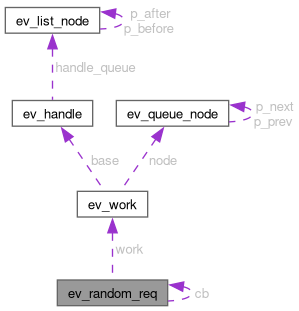 ev_list_node
p_after
p_before
handle_queue
ev_handle
ev_queue_node
p_next
p_prev
base
node
ev_work
work
ev_random_req
cb